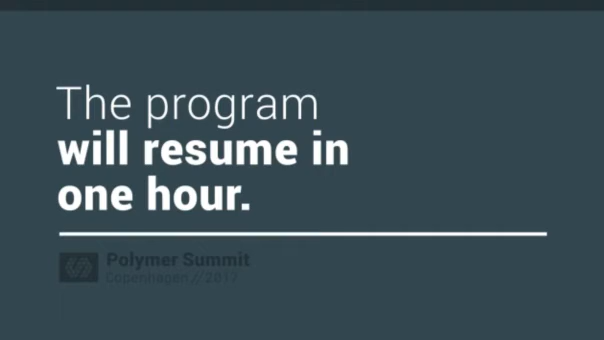 The program
will resume in
one hour.
Polymer Summit
Copenhagen // 2017